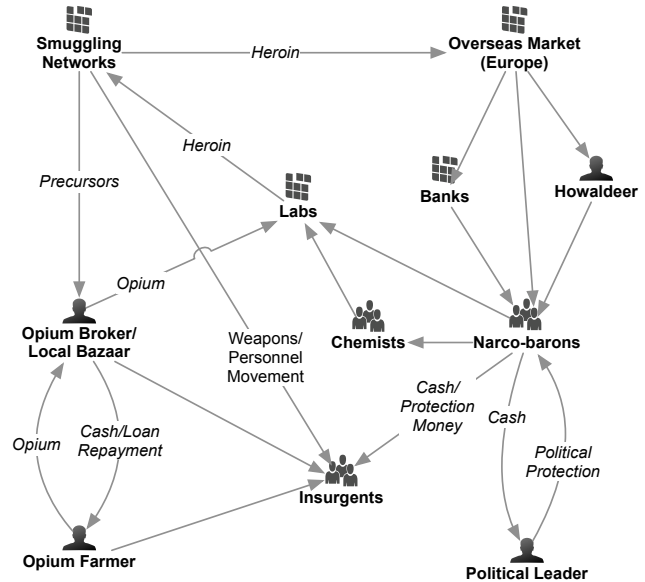 Smuggling
Networks
Heroin
Overseas Market
(Europe)
Heroin
Precursors
Banks
Howaldeer
Labs
Opium
Opium Broker/
Local Bazaar
Weapons/
Personnel
Movement
Chemists
Narco-barons
Cash/
Protection
Money
Opium
Cash/Loan
Repayment
Cash
Political
Protection
Insurgents
Opium Farmer
Political Leader